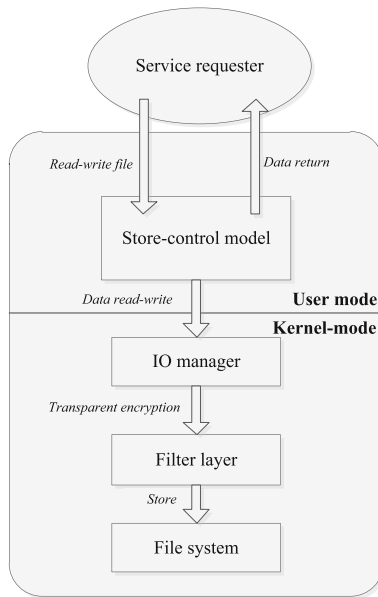 Service requester
Read-write file
Data return
Store-control model
Data read-write
User mode
Kernel-mode
IO manager
Transparent encryption
Filter layer
Store
File system